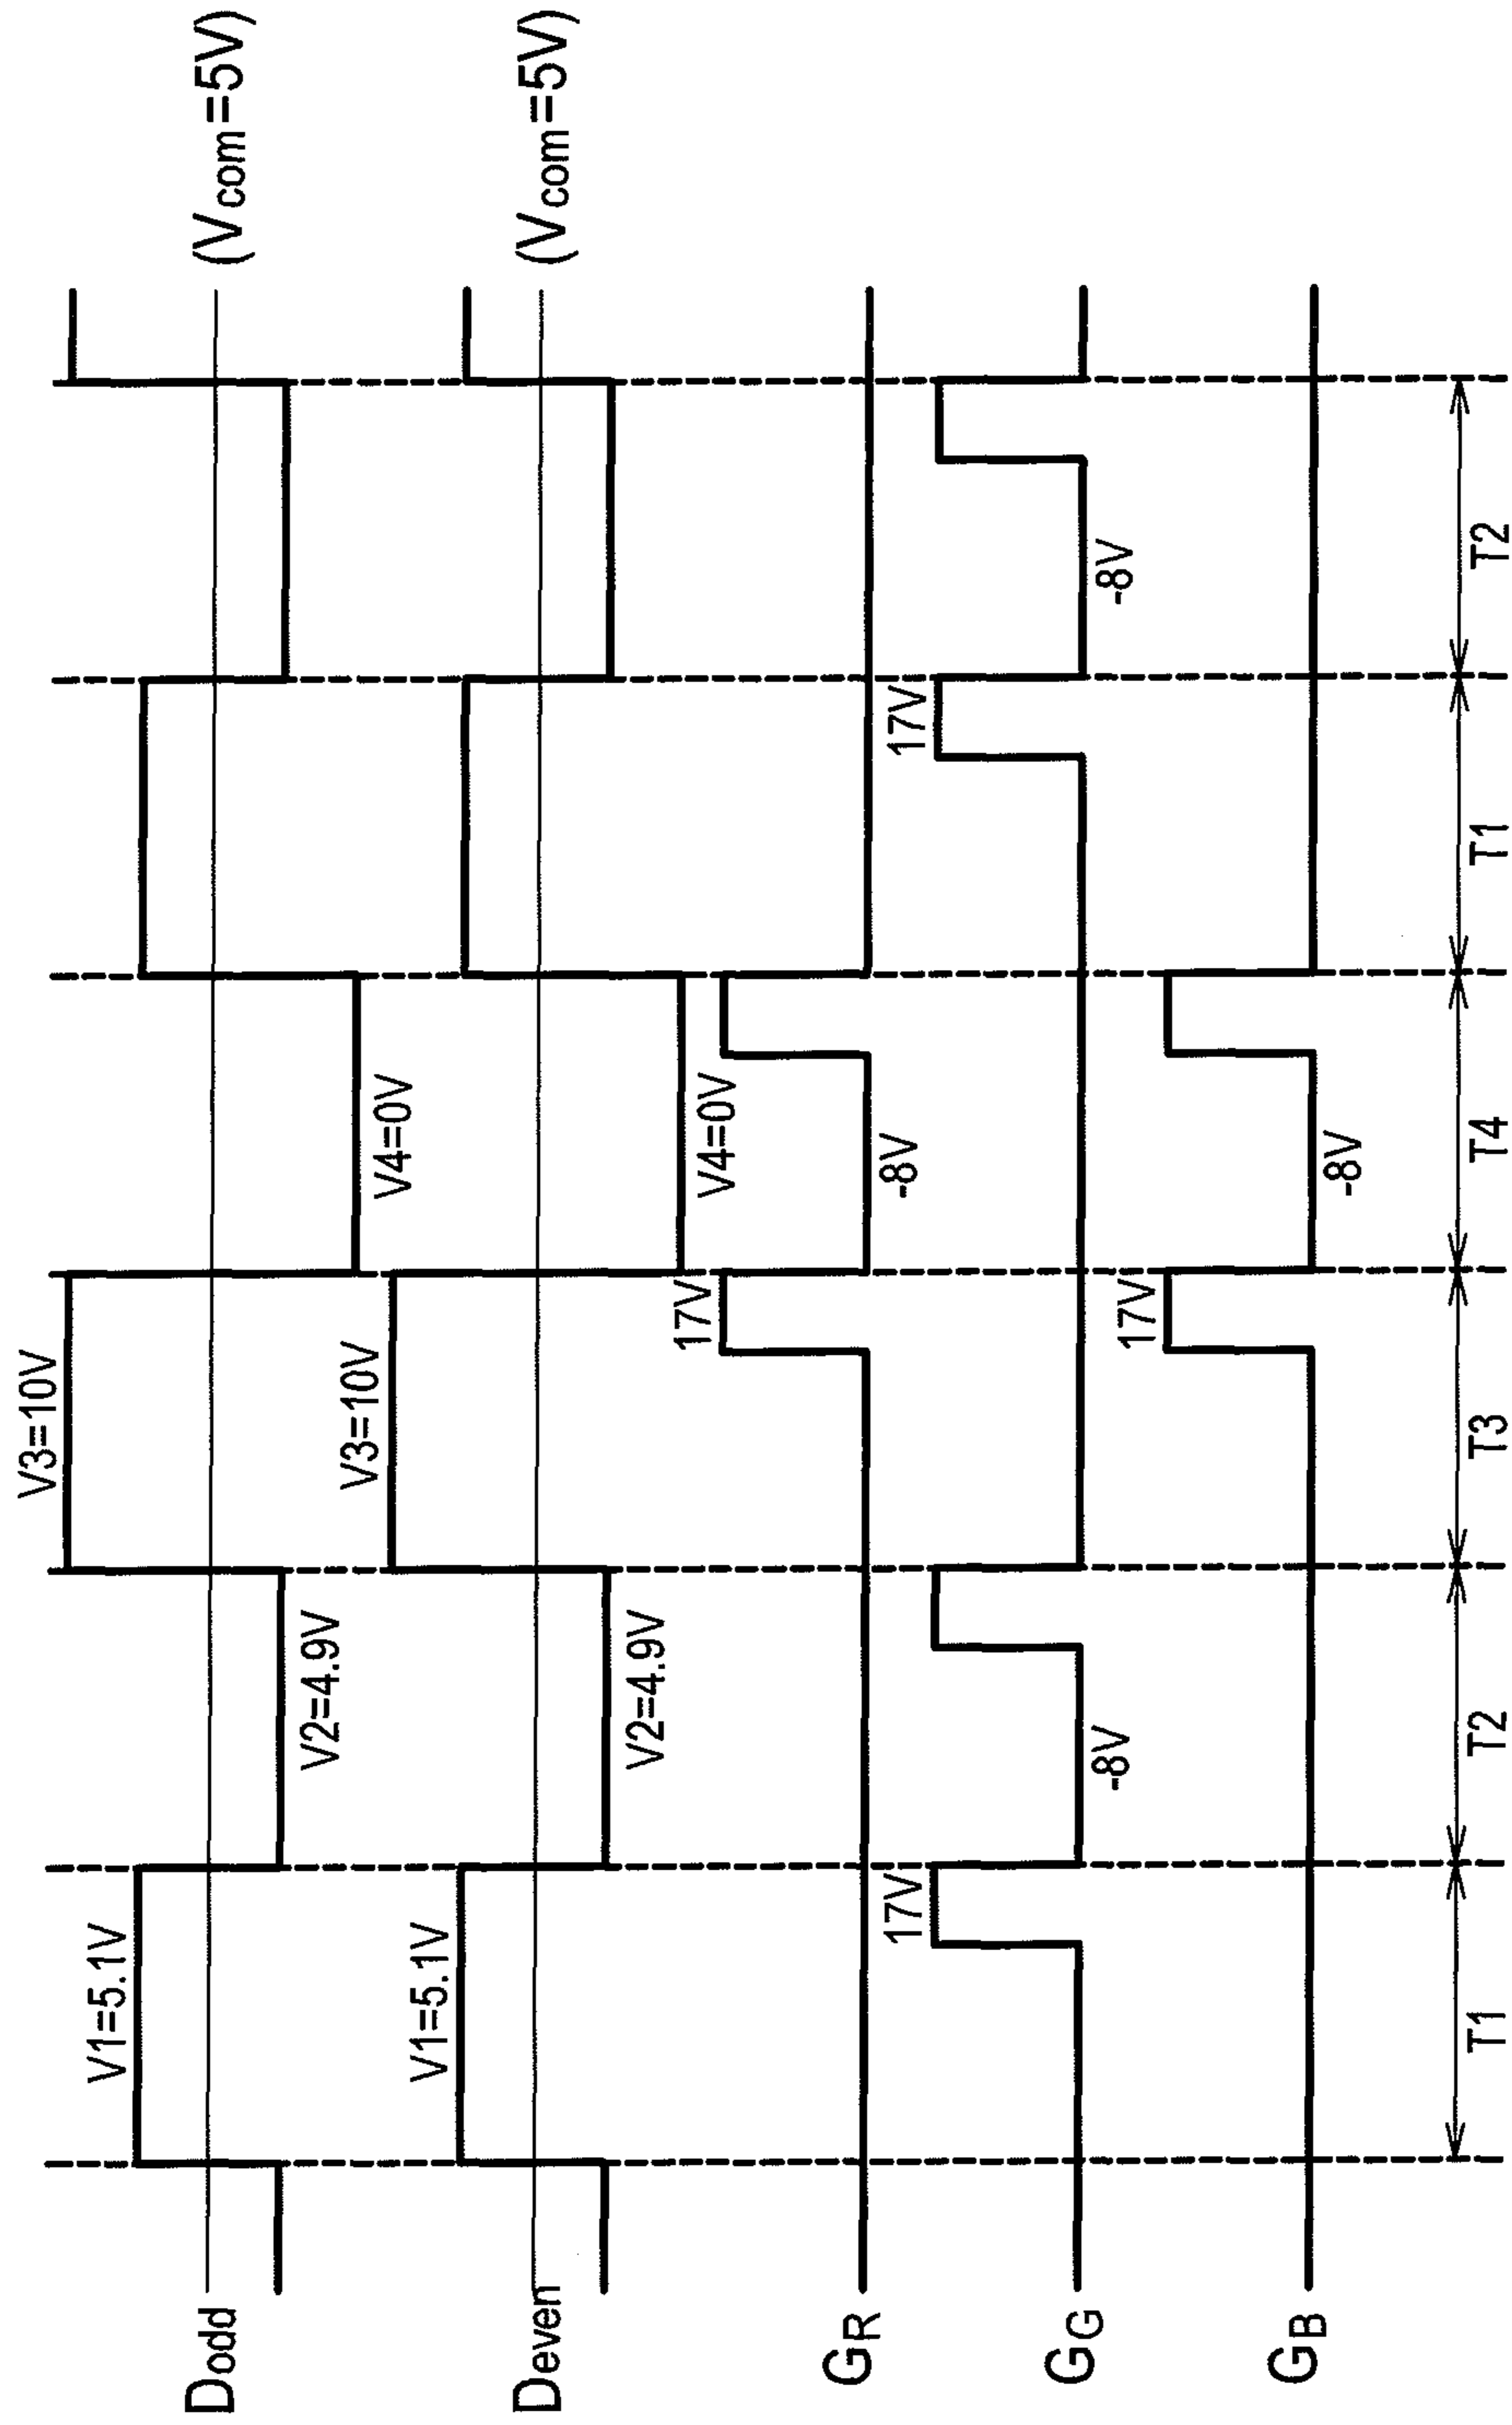 V3=10V
V1=5.1V
Dodd
(Vcom=5V)
V2=4.9V
V4=0V
V3=10V
V1=5.1V
Deven
(Vcom=5V)
V2=4.9V
V4=0V
17V
GR
-8V
17V
17V
GG
-8V
-8V
17V
GB
-8V
T1
T2
T3
T4
T1
T2